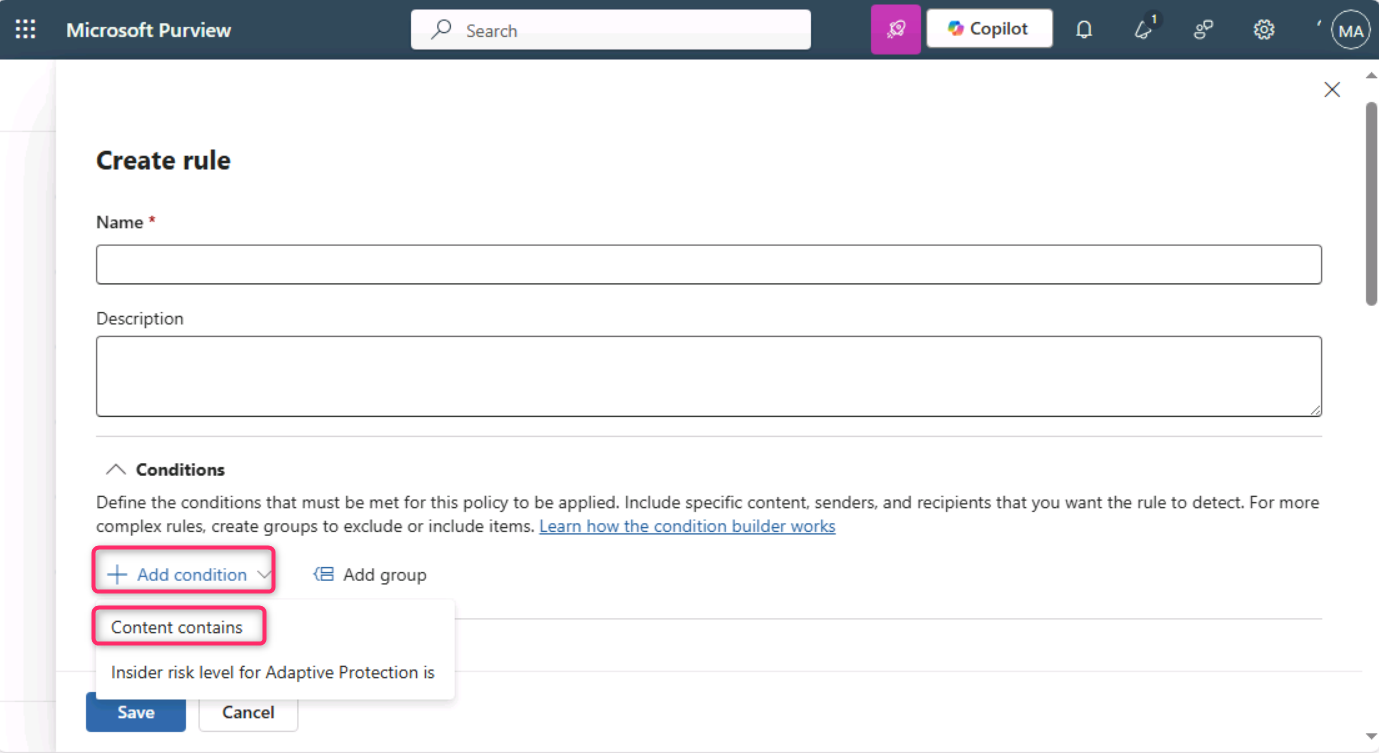 Microsoft Purview
Search
Copilot
1
MA
Create rule
Name *
Description
Conditions
Define the conditions that must be met for this policy to be applied. Include specific content, senders, and recipients that you want the rule to detect. For more
complex rules, create groups to exclude or include items. Learn how the condition builder works
Add condition
Add group
Content contains
Insider risk level for Adaptive Protection is
Save
Cancel